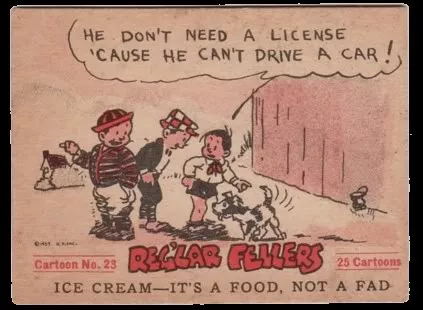 HE DON'T NEED A LICENSE
'CAUSE HE CAN'T DRIVE A CAR!
Cartoon No. 23
REG'LAR FELLERS
25 Cartoons
ICE CREAM—IT'S A FOOD, NOT A FAD